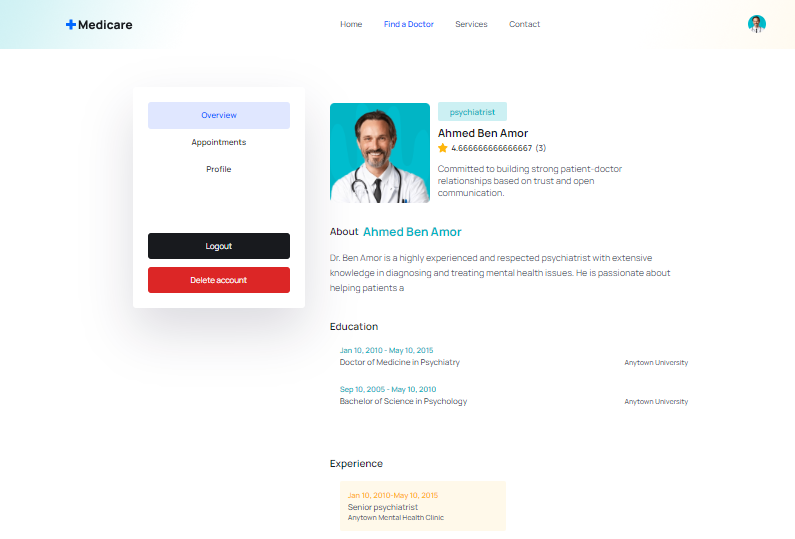 Medicare
Home Find a Doctor Services Contact
Overview
Appointments
Profile
Logout
Delete account
psychiatrist
Ahmed Ben Amor
4.666666666666667 (3)
Committed to building strong patient-doctor
relationships based on trust and open
communication.
About Ahmed Ben Amor
Dr. Ben Amor is a highly experienced and respected psychiatrist with extensive
knowledge in diagnosing and treating mental health issues. He is passionate about
helping patients a
Education
Jan 10, 2010 - May 10, 2015
Doctor of Medicine in Psychiatry Anytown University
Sep 10, 2005 - May 10, 2010
Bachelor of Science in Psychology Anytown University
Experience
Jan 10, 2010-May 10, 2015
Senior psychiatrist
Anytown Mental Health Clinic